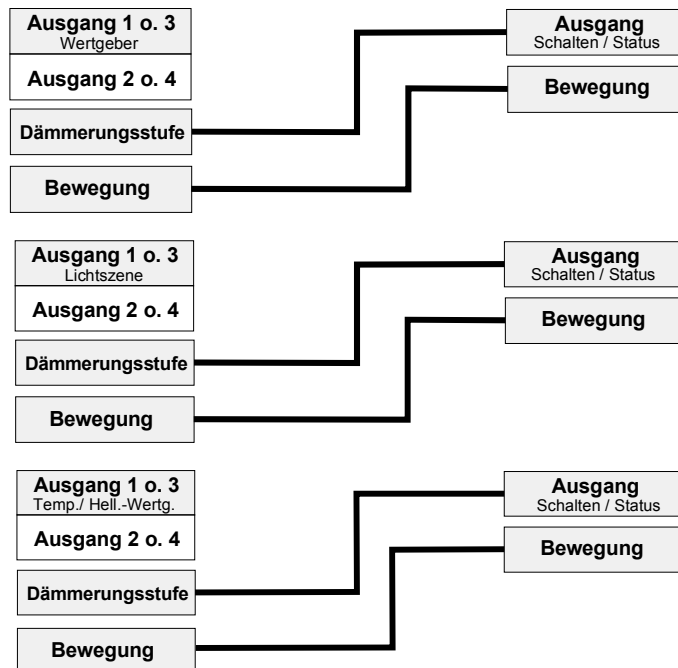 Ausgang 1 o. 3
Wertgeber
Ausgang 2 o. 4
Dämmerungsstufe
Bewegung
Ausgang
Schalten / Status
Bewegung
Ausgang 1 o. 3
Lichtszene
Ausgang 2 o. 4
Dämmerungsstufe
Bewegung
Ausgang
Schalten / Status
Bewegung
Ausgang 1 o. 3
Temp./ Hell.-Wertg.
Ausgang 2 o. 4
Dämmerungsstufe
Bewegung
Ausgang
Schalten / Status
Bewegung